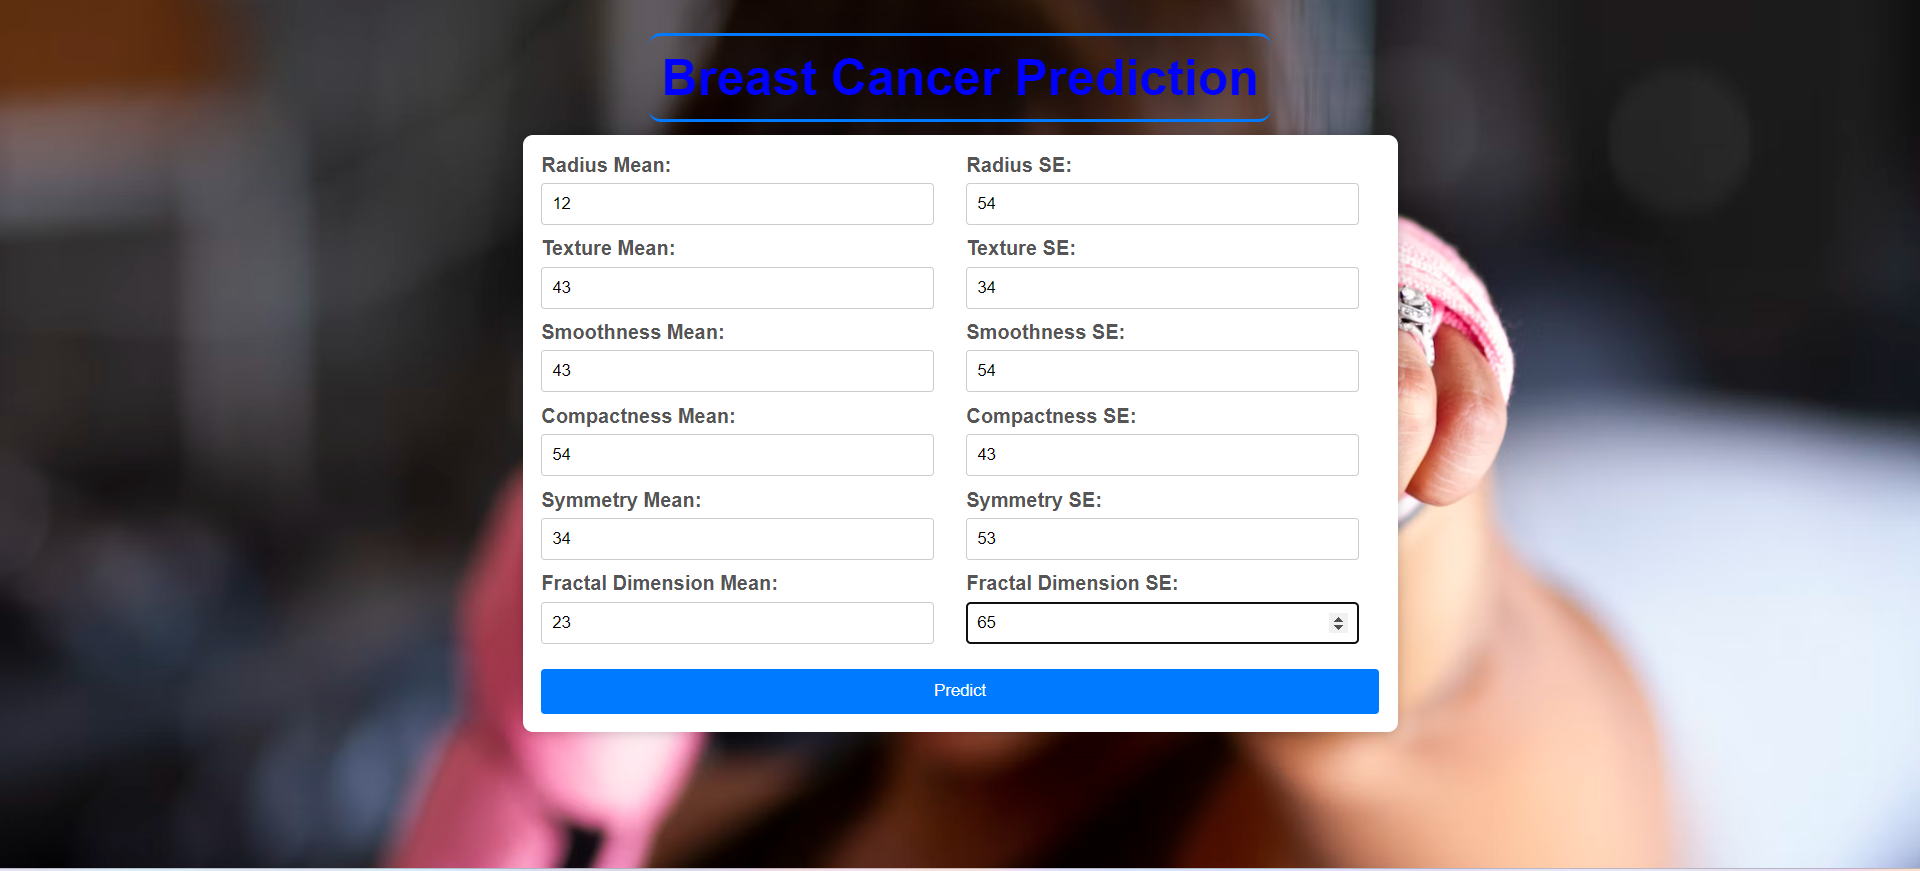 Breast Cancer Prediction
Radius Mean:
12
Radius SE:
54
Texture Mean:
43
Texture SE:
34
Smoothness Mean:
43
Smoothness SE:
54
Compactness Mean:
54
Compactness SE:
43
Symmetry Mean:
34
Symmetry SE:
53
Fractal Dimension Mean:
23
Fractal Dimension SE:
65
Predict